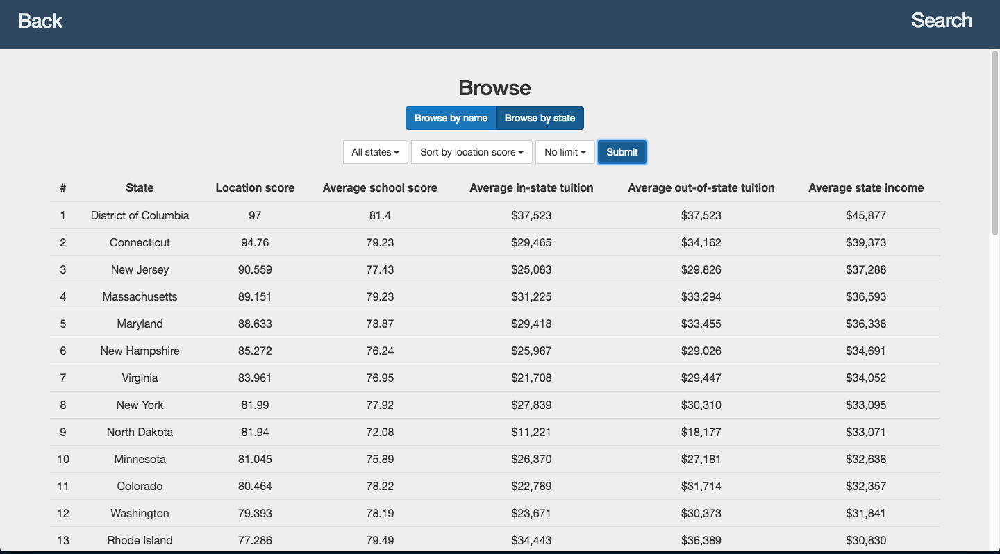 Back Search
Browse
Browse by name Browse by state
All states Sort by location score No limit Submit
# State Location score Average school score Average in-state tuition Average out-of-state tuition Average state income
1 District of Columbia 97 81.4 $37,523 $37,523 $45,877
2 Connecticut 94.76 79.23 $29,465 $34,162 $39,373
3 New Jersey 90.559 77.43 $25,083 $29,826 $37,288
4 Massachusetts 89.151 79.23 $31,225 $33,294 $36,593
5 Maryland 88.633 78.87 $29,418 $33,455 $36,338
6 New Hampshire 85.272 76.24 $25,967 $29,026 $34,691
7 Virginia 83.961 76.95 $21,708 $29,447 $34,052
8 New York 81.99 77.92 $27,839 $30,310 $33,095
9 North Dakota 81.94 72.08 $11,221 $18,177 $33,071
10 Minnesota 81.045 75.89 $26,370 $27,181 $32,638
11 Colorado 80.464 78.22 $22,789 $31,714 $32,357
12 Washington 79.393 78.19 $23,671 $30,373 $31,841
13 Rhode Island 77.286 79.49 $34,443 $36,389 $30,830